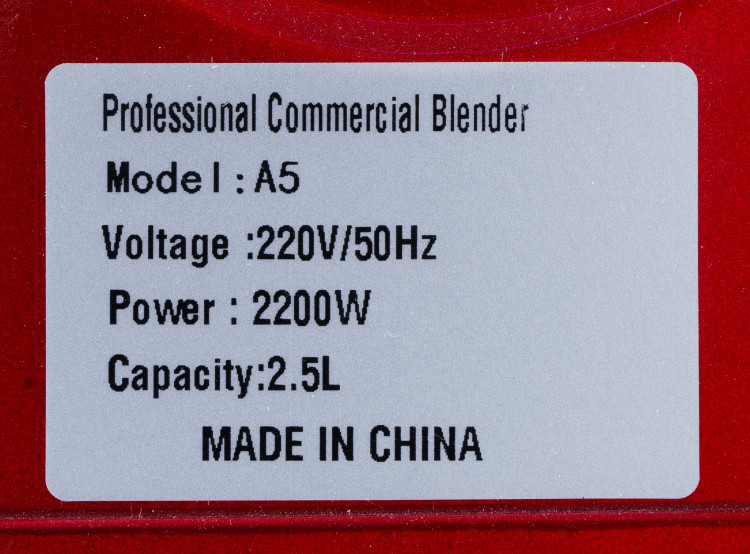 Professional Commercial Blender
Model : A5
Voltage :220V/50Hz
Power : 2200W
Capacity:2.5L
MADE IN CHINA